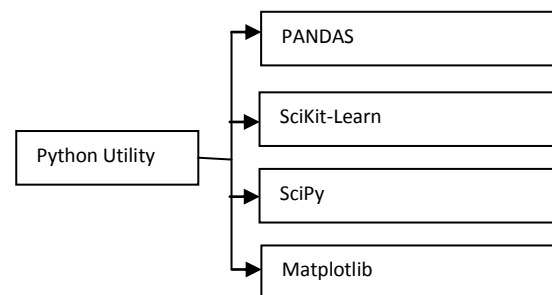 PANDAS
SciKit-Learn
Python Utility
SciPy
Matplotlib